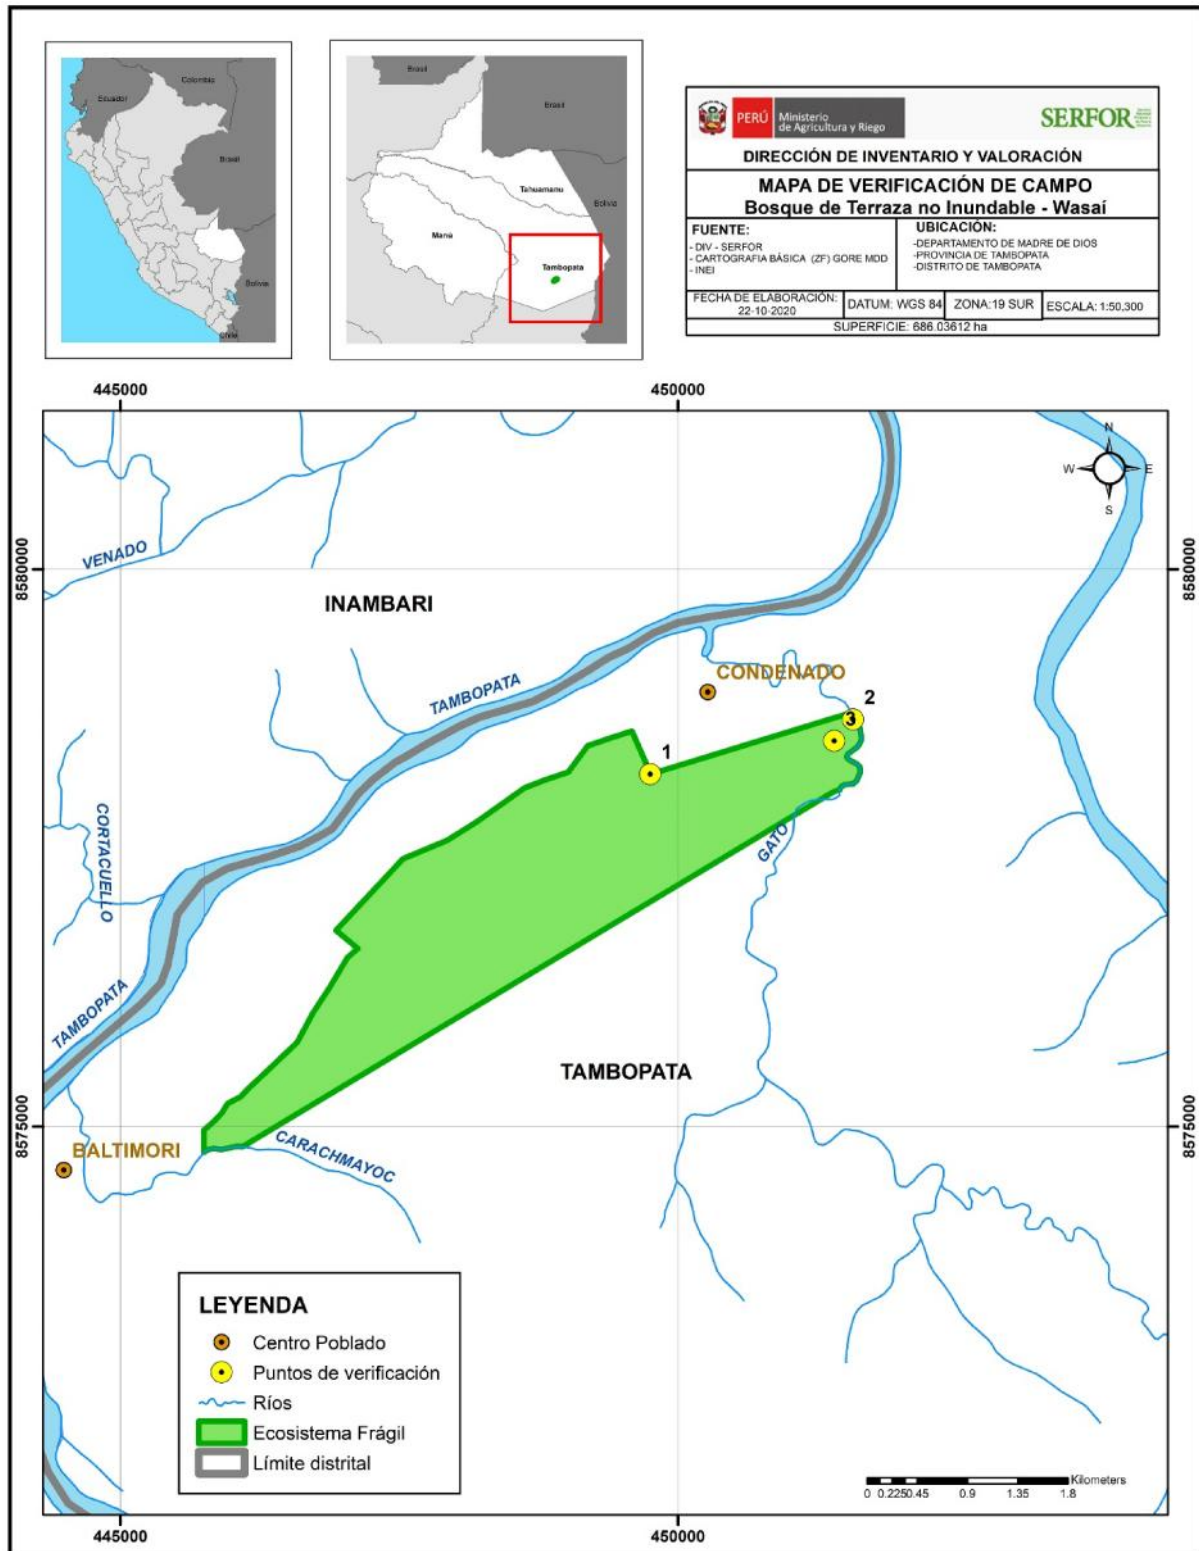 Colombia
Ecuador
Brasil
Bolivia
Chile
Brasil
Brasil
Tahuamanu
Bolivia
Manú
Tambopata
PERÚ
Ministerio
de Agricultura y Riego
SERFOR
DIRECCIÓN DE INVENTARIO Y VALORACIÓN
MAPA DE VERIFICACIÓN DE CAMPO
Bosque de Terraza no Inundable - Wasaí
FUENTE:
- DIV - SERFOR
- CARTOGRAFIA BÁSICA (ZF) GORE MDD
- INEI
UBICACIÓN:
-DEPARTAMENTO DE MADRE DE DIOS
-PROVINCIA DE TAMBOPATA
-DISTRITO DE TAMBOPATA
FECHA DE ELABORACIÓN:
22-10-2020
DATUM: WGS 84
ZONA:19 SUR
ESCALA: 1:50,300
SUPERFICIE: 686.03612 ha
445000
450000
N
W
E
S
8580000
8580000
VENADO
INAMBARI
TAMBOPATA
CONDENADO
2
3
1
CORTACUELLO
GATO
TAMBOPATA
TAMBOPATA
8575000
8575000
BALTIMORI
CARACHMAYOC
LEYENDA
Centro Poblado
Puntos de verificación
Ríos
Ecosistema Frágil
Límite distrital
Kilometers
0 0.2250.45 0.9 1.35 1.8
445000
450000